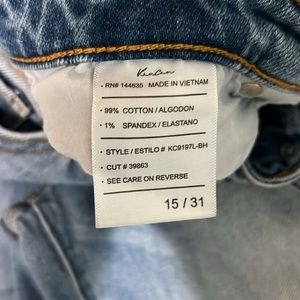 KanCan
• RN# 144635 MADE IN VIETNAM
• 99% COTTON / ALGODON
• 1% SPANDEX / ELASTANO
• STYLE / ESTILO # KC9197L-BH
• CUT # 39863
• SEE CARE ON REVERSE
15 / 31